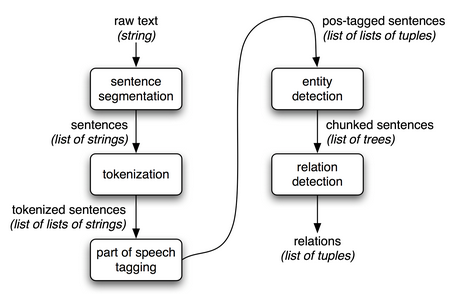 raw text
(string)
sentence
segmentation
sentences
(list of strings)
tokenization
tokenized sentences
(list of lists of strings)
part of speech
tagging
pos-tagged sentences
(list of lists of tuples)
entity
detection
chunked sentences
(list of trees)
relation
detection
relations
(list of tuples)